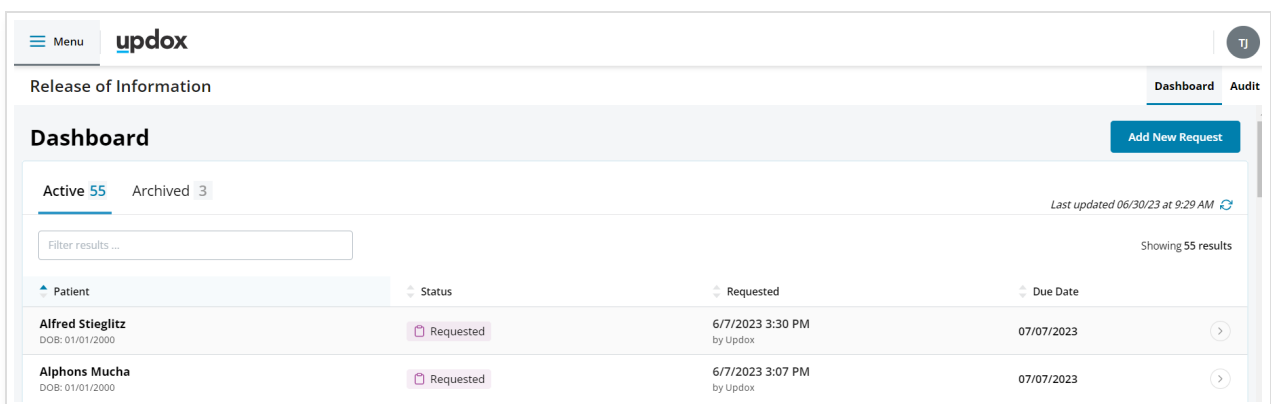 Menu
updox
TJ
Release of Information
Dashboard Audit
Dashboard
Add New Request
Active 55 Archived 3
Last updated 06/30/23 at 9:29 AM
Filter results ...
Showing 55 results
Patient Status Requested Due Date
Alfred Stieglitz Requested 6/7/2023 3:30 PM 07/07/2023
DOB: 01/01/2000 by Updox
Alphons Mucha Requested 6/7/2023 3:07 PM 07/07/2023
DOB: 01/01/2000 by Updox